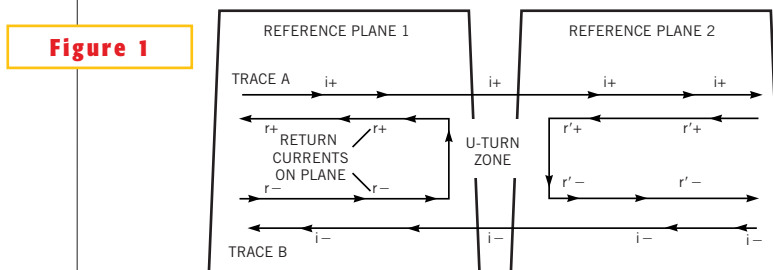 Figure 1
REFERENCE PLANE 1
REFERENCE PLANE 2
TRACE A
i+
i+
i+
i+
r+
r+
r'+
r'+
RETURN
CURRENTS
ON PLANE
U-TURN
ZONE
r−
r−
r'−
r'−
TRACE B
i−
i−
i−
i−